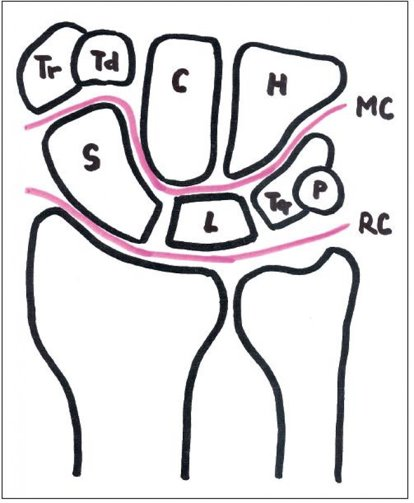 Tr Td C H MC
S
L Tq P
RC